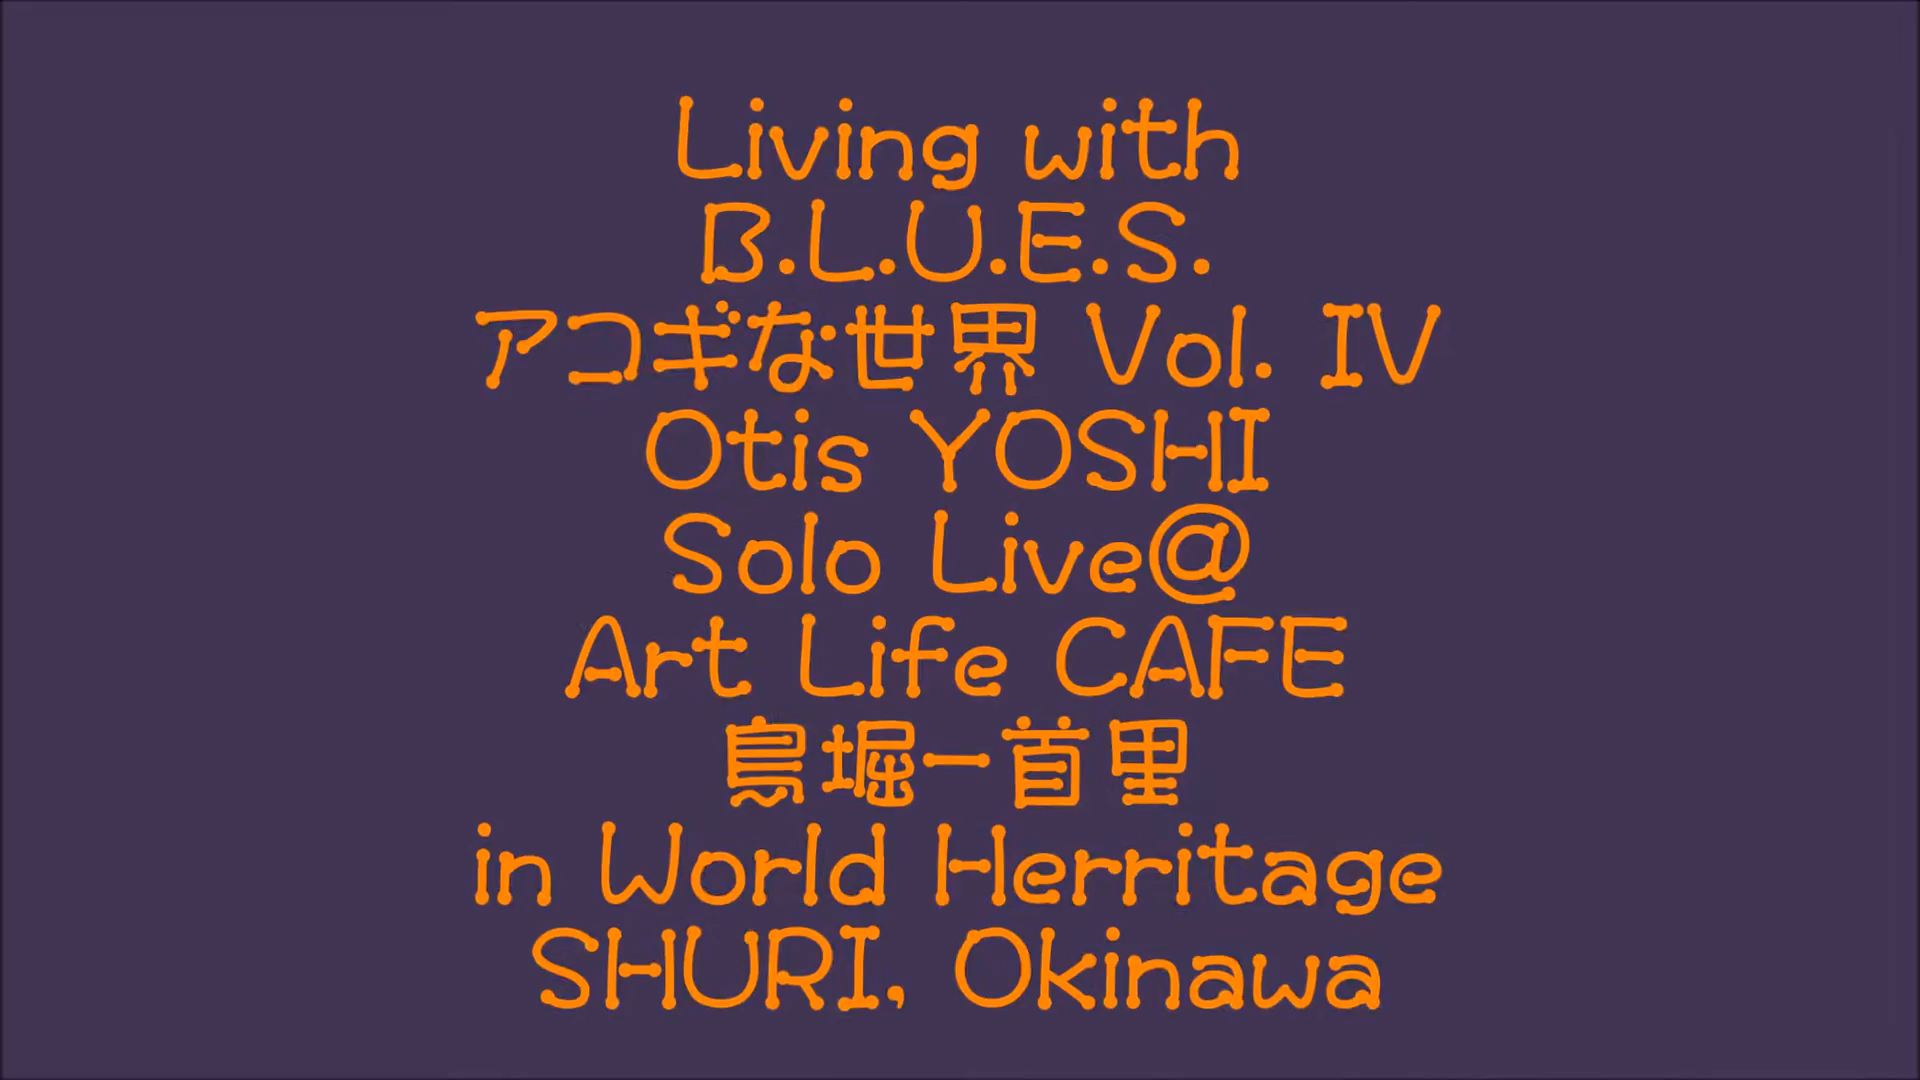 Living with
B.L.U.E.S.
アコギな世界 Vol. IV
Otis YOSHI
Solo Live@
Art Life CAFE
鳥堀ー首里
in World Herritage
SHURI, Okinawa